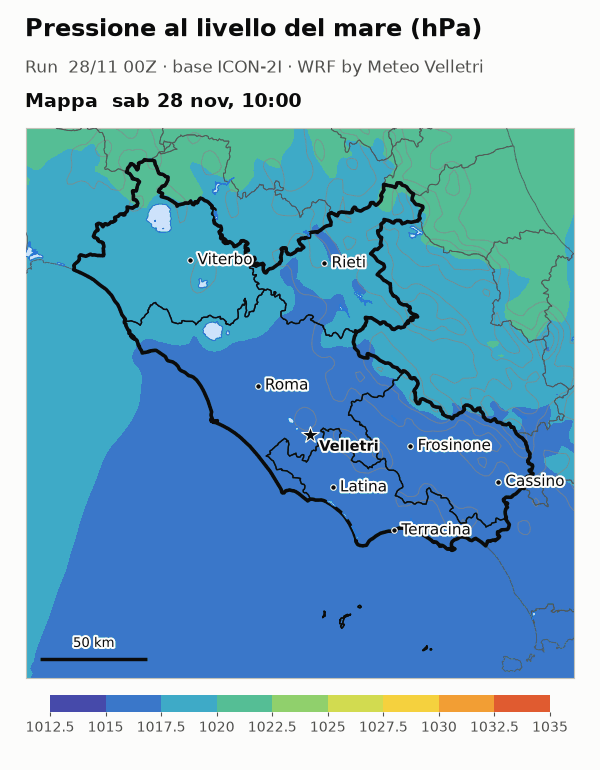 Pressione al livello del mare (hPa)
Run  28/11 00Z · base ICON-2I · WRF by Meteo Velletri
Mappa  sab 28 nov, 10:00
Viterbo
Rieti
Roma
Velletri
Frosinone
Cassino
Latina
Terracina
50 km
1012.5 1015 1017.5 1020 1022.5 1025 1027.5 1030 1032.5 1035